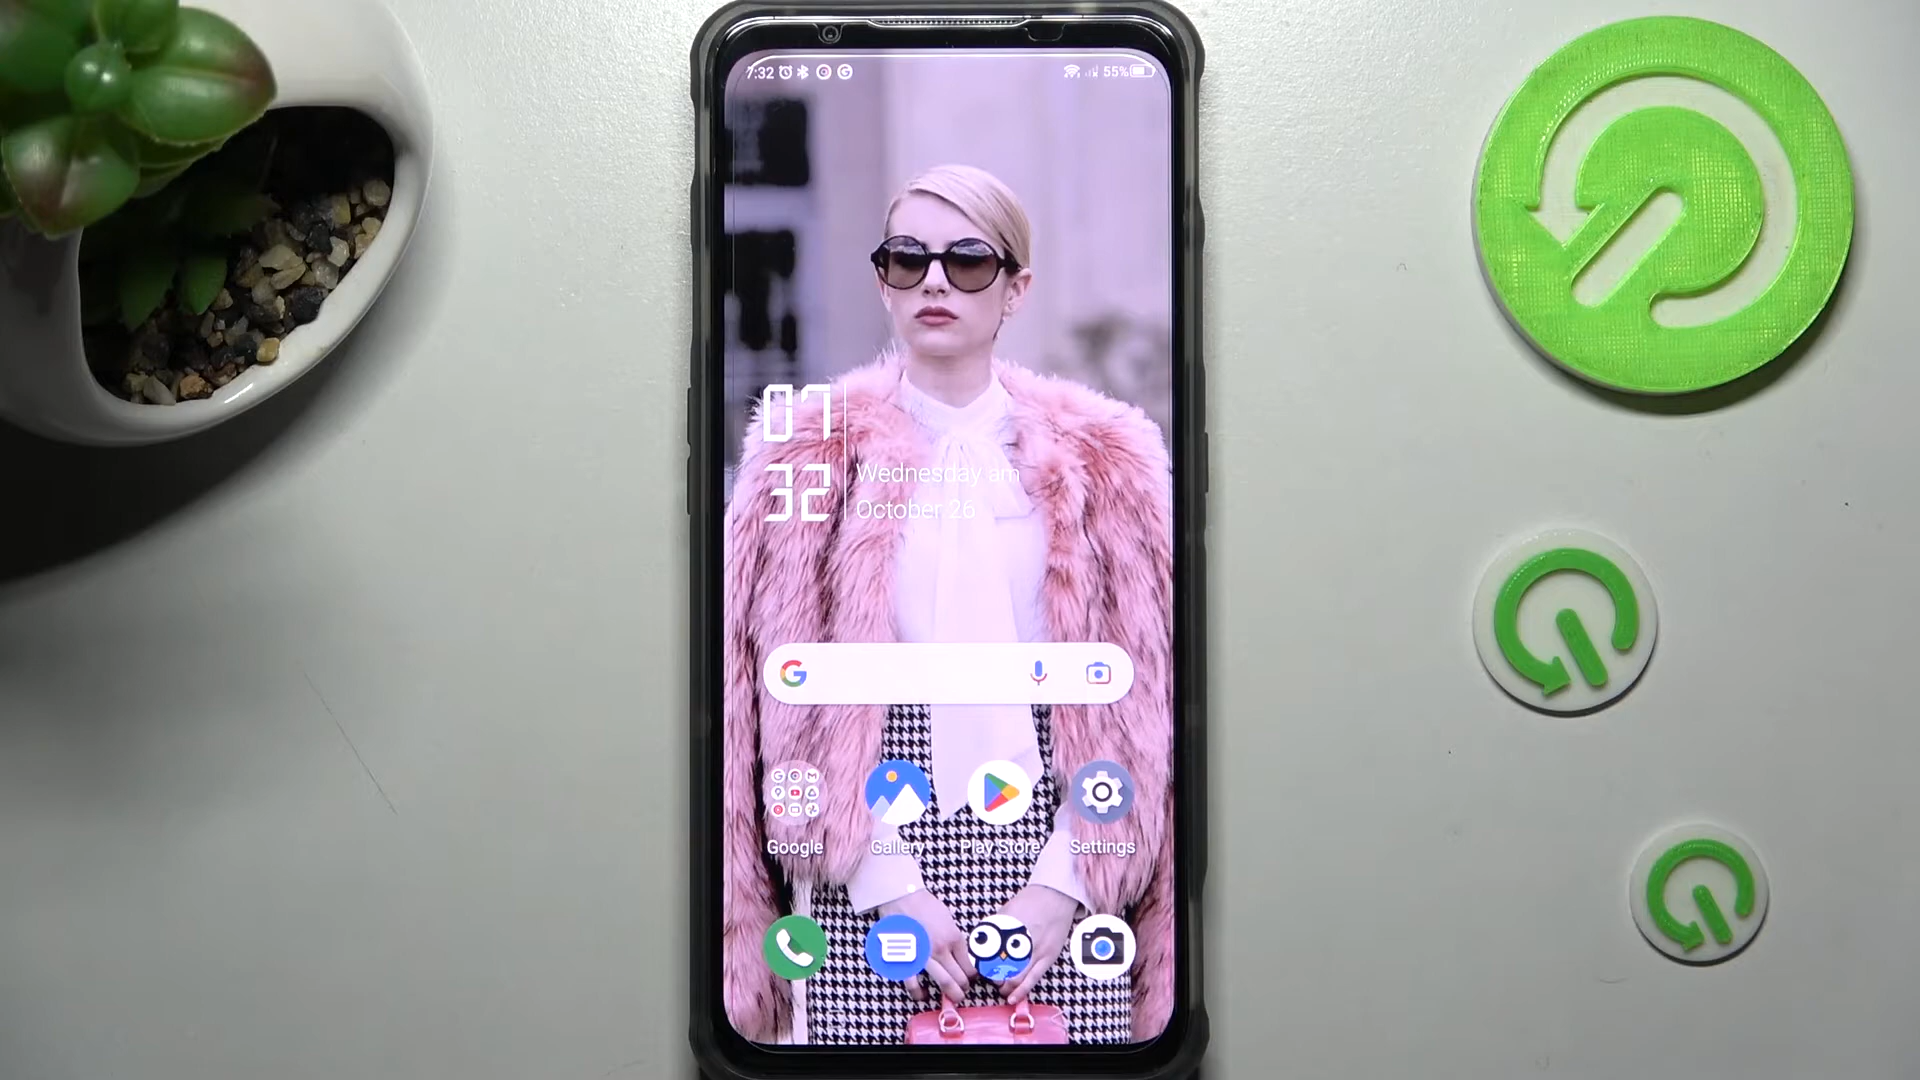 7:32 55%
07
32
Wednesday am
October 26
Google Gallery Play Store Settings